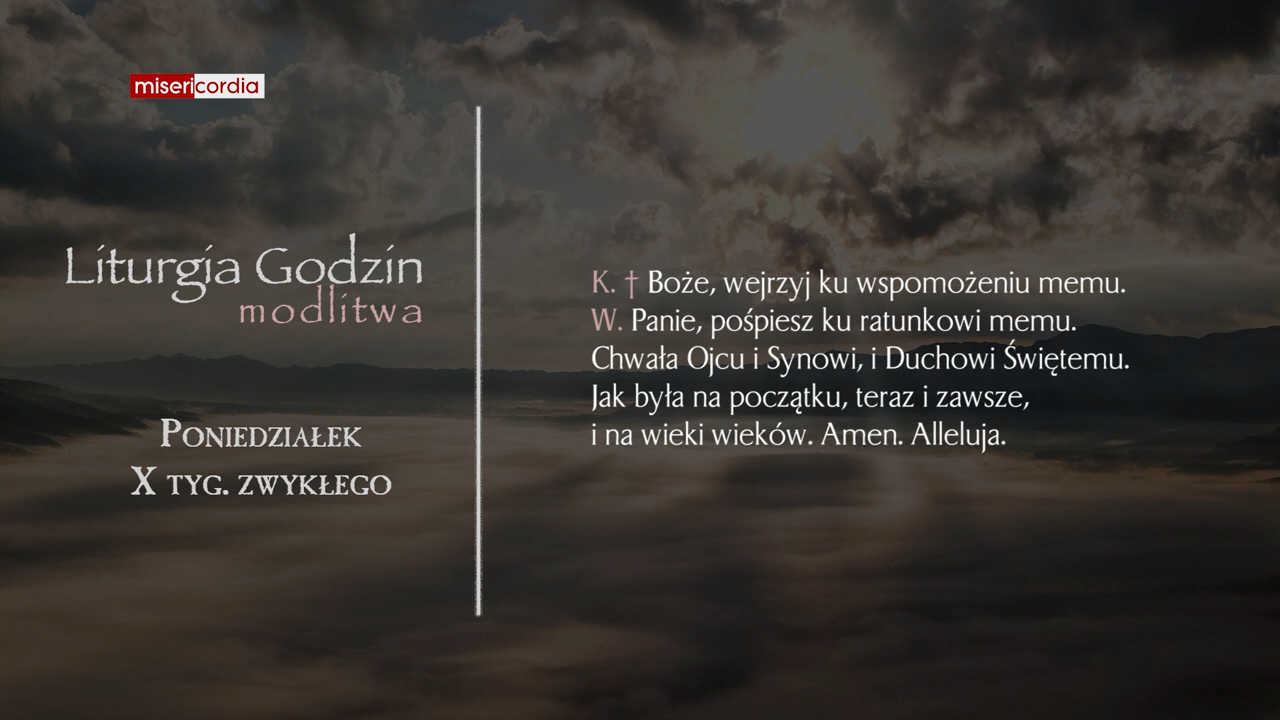 misericordia
Liturgia Godzin
modlitwa
Poniedziałek
X tyg. zwykłego
K. † Boże, wejrzyj ku wspomożeniu memu.
W. Panie, pośpiesz ku ratunkowi memu.
Chwała Ojcu i Synowi, i Duchowi Świętemu.
Jak była na początku, teraz i zawsze,
i na wieki wieków. Amen. Alleluja.